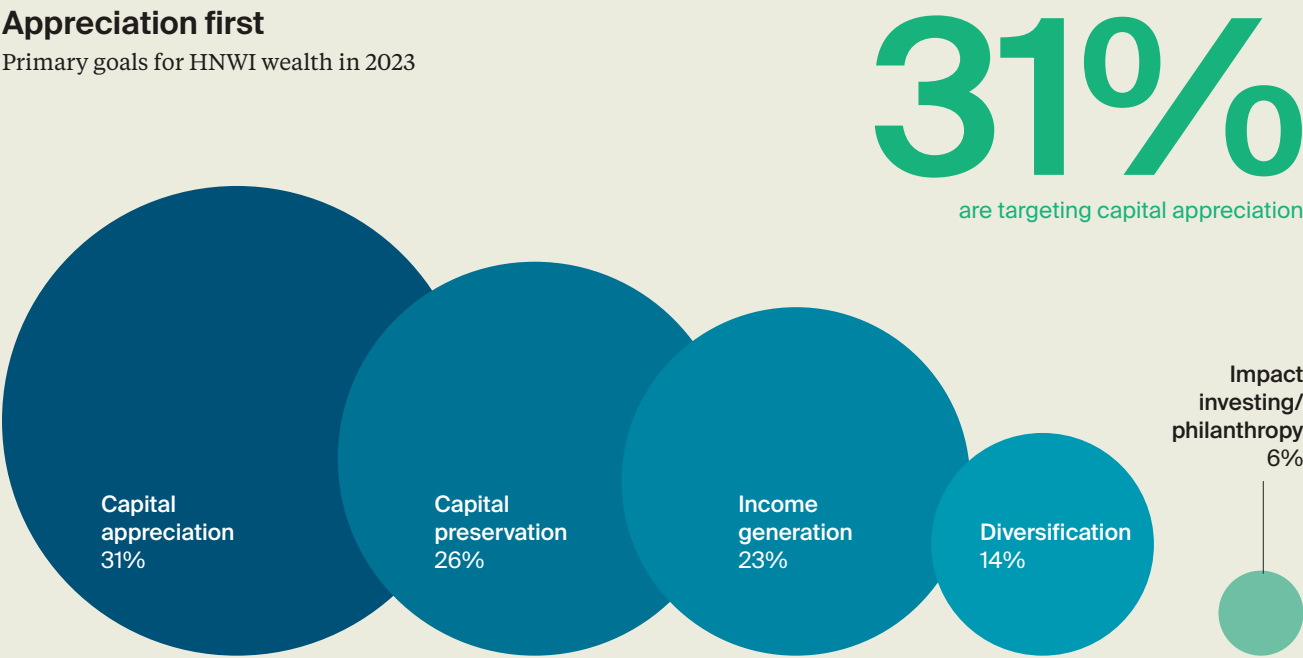 Appreciation first
Primary goals for HNWI wealth in 2023
31%
are targeting capital appreciation
Capital
appreciation
31%
Capital
preservation
26%
Income
generation
23%
Diversification
14%
Impact
investing/
philanthropy
6%